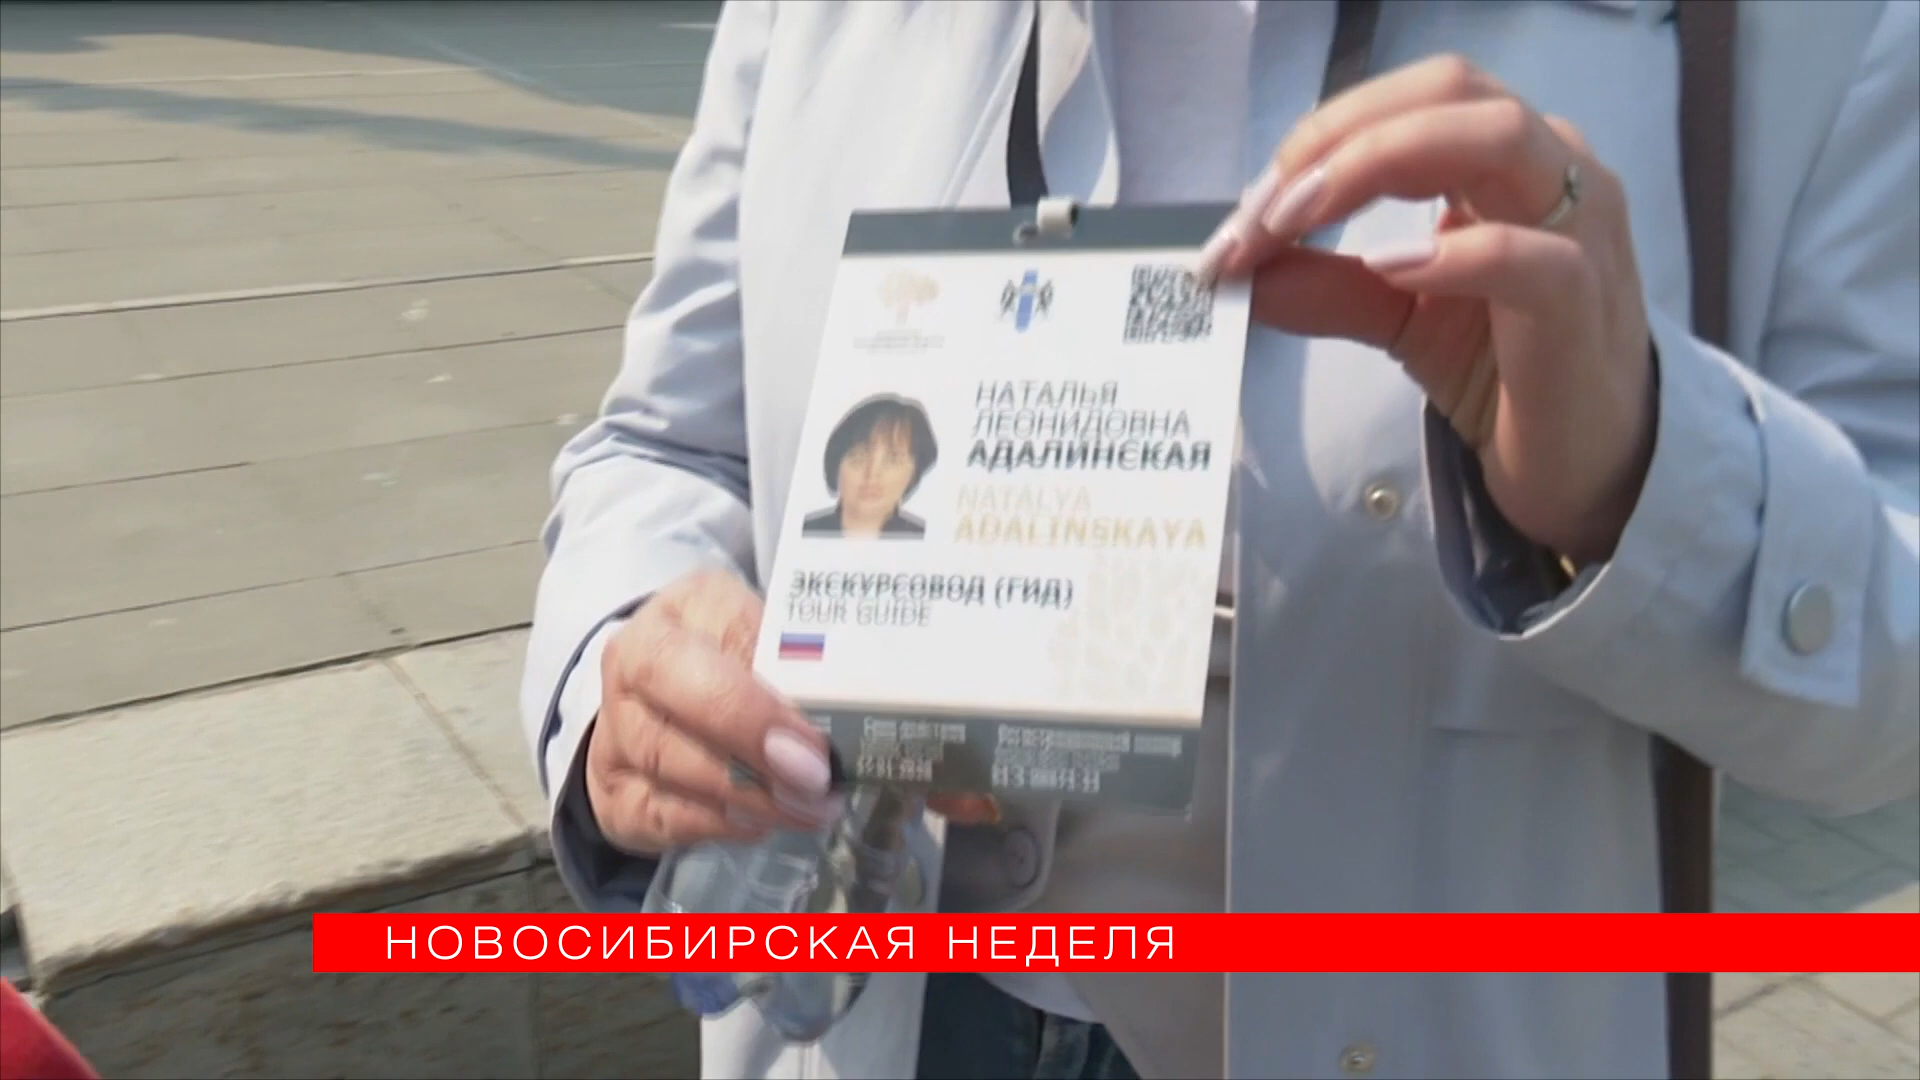 НАТАЛЬЯ
ЛЕОНИДОВНА
АДАЛИНСКАЯ
NATALYA
ADALINSKAYA
ЭКСКУРСОВОД (ГИД)
TOUR GUIDE
НОВОСИБИРСКАЯ НЕДЕЛЯ